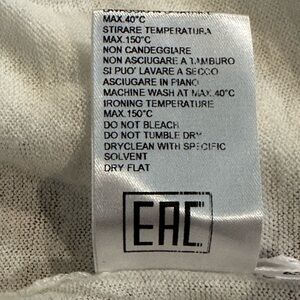 MAX.40°C
STIRARE TEMPERATURA
MAX.150°C
NON CANDEGGIARE
NON ASCIUGARE A TAMBURO
SI PUO' LAVARE A SECCO
ASCIUGARE IN PIANO
MACHINE WASH AT MAX.40°C
IRONING TEMPERATURE
MAX.150°C
DO NOT BLEACH
DO NOT TUMBLE DRY
DRYCLEAN WITH SPECIFIC
SOLVENT
DRY FLAT
EAC